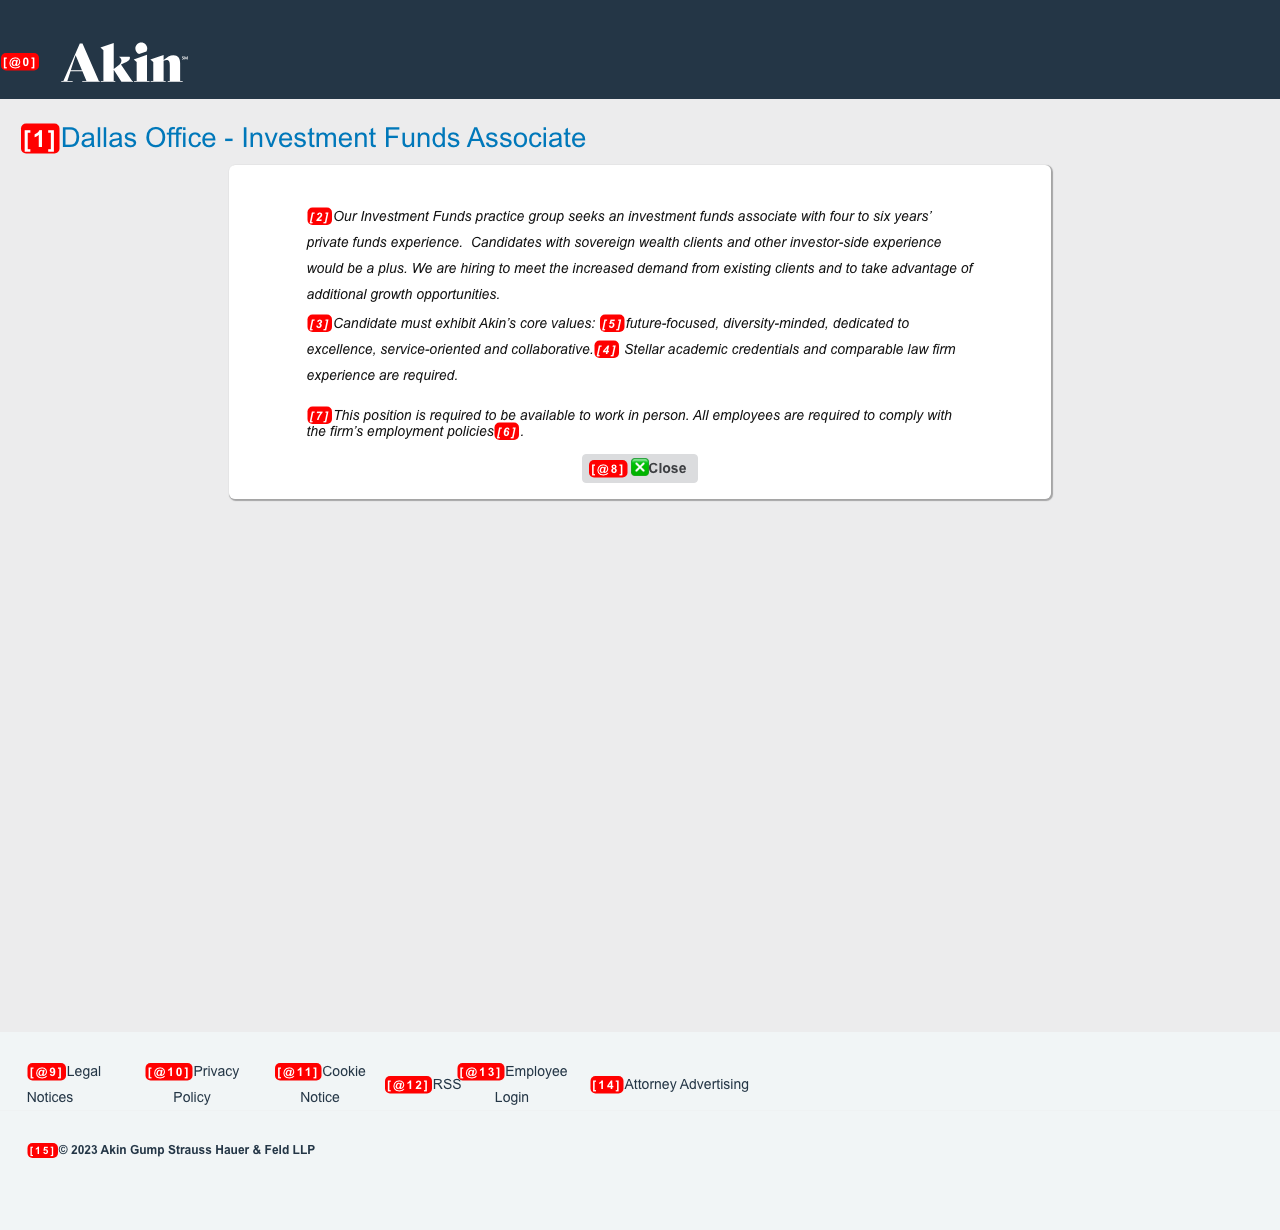 [@0] Akin℠
[1]Dallas Office - Investment Funds Associate
[2]Our Investment Funds practice group seeks an investment funds associate with four to six years’
private funds experience.  Candidates with sovereign wealth clients and other investor-side experience
would be a plus. We are hiring to meet the increased demand from existing clients and to take advantage of
additional growth opportunities.
[3]Candidate must exhibit Akin’s core values: [5]future-focused, diversity-minded, dedicated to
excellence, service-oriented and collaborative.[4] Stellar academic credentials and comparable law firm
experience are required.
[7]This position is required to be available to work in person. All employees are required to comply with
the firm’s employment policies[6].
[@8] Close
[@9]Legal
Notices
[@10]Privacy
Policy
[@11]Cookie
Notice
[@12]RSS
[@13]Employee
Login
[14]Attorney Advertising
[15]© 2023 Akin Gump Strauss Hauer & Feld LLP